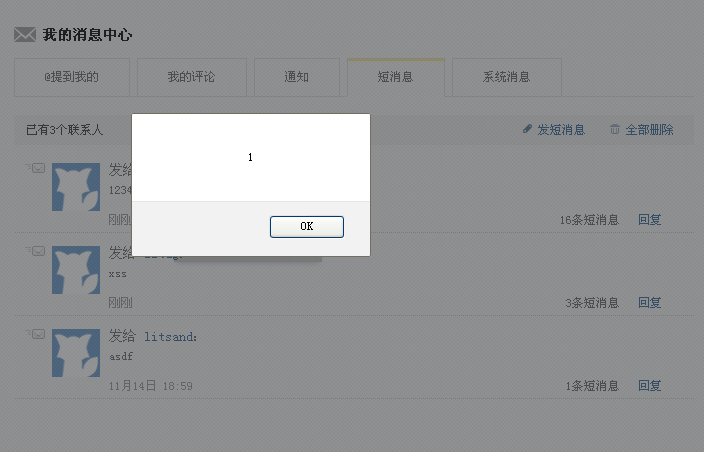 我的消息中心
@提到我的
我的评论
通知
短消息
系统消息
已有3个联系人
发短消息
全部删除
1
OK
发给
1234
刚刚
16条短消息
回复
发给
xss
刚刚
3条短消息
回复
发给 litsand:
asdf
11月14日 18:59
1条短消息
回复